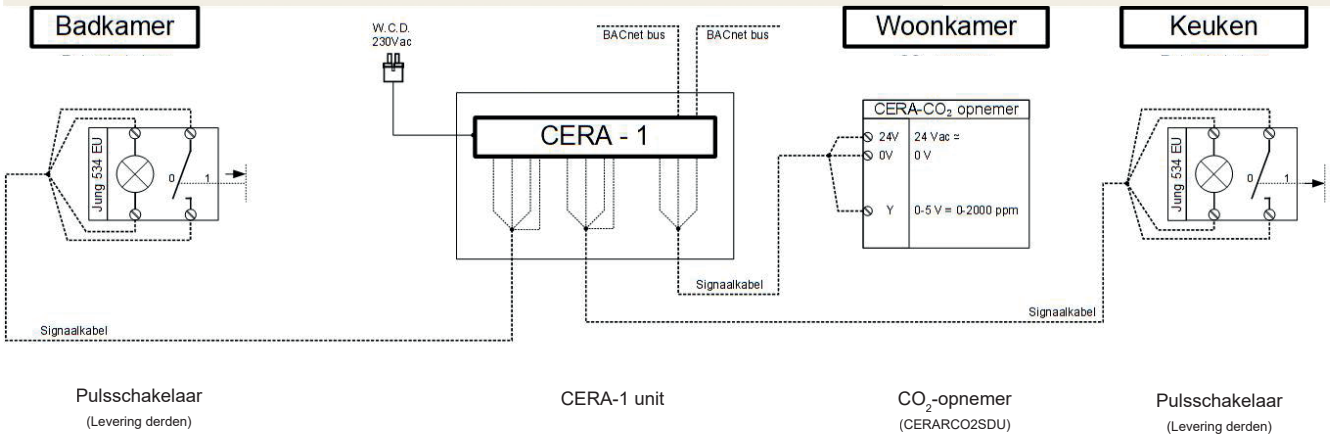 Badkamer
W.C.D.
230Vac
BACnet bus
BACnet bus
Woonkamer
Keuken
CERA - 1
CERA-CO₂ opnemer
24V 24 Vac ≂
0V 0 V
Y 0-5 V = 0-2000 ppm
Jung 534 EU
0 1
Jung 534 EU
0 1
Signaalkabel
Signaalkabel
Signaalkabel
Pulsschakelaar
(Levering derden)
CERA-1 unit
CO₂-opnemer
(CERARCO2SDU)
Pulsschakelaar
(Levering derden)